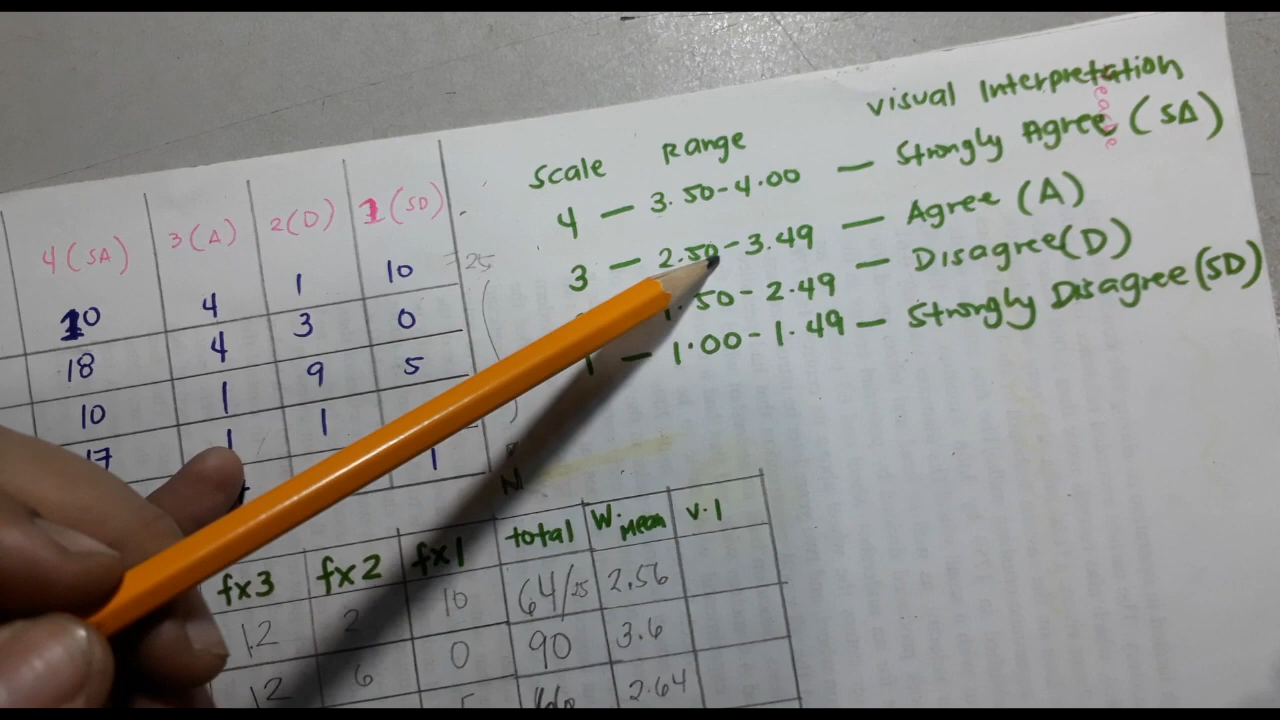 Scale Range Visual Interpretation
4 – 3.50-4.00 – Strongly Agree (SA)
3 – 2.50-3.49 – Agree (A)
1.50-2.49 – Disagree (D)
1 – 1.00-1.49 – Strongly Disagree (SD)
4 (SA) 3 (A) 2 (D) 1 (SD)
10 4 1 10 = 25
18 4 3 0
10 1 9 5
17 1 1
1
N
fx3 fx2 fx1 total W. Mean V.I
12 2 10 64/25 2.56
12 6 0 90 3.6
66 2.64